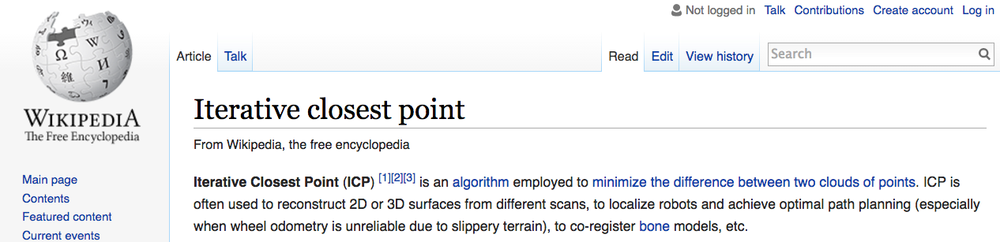 Not logged in Talk Contributions Create account Log in
Article Talk Read Edit View history Search
WIKIPEDIA
The Free Encyclopedia
Iterative closest point
From Wikipedia, the free encyclopedia
Main page
Contents
Featured content
Current events
Iterative Closest Point (ICP) [1][2][3] is an algorithm employed to minimize the difference between two clouds of points. ICP is
often used to reconstruct 2D or 3D surfaces from different scans, to localize robots and achieve optimal path planning (especially
when wheel odometry is unreliable due to slippery terrain), to co-register bone models, etc.